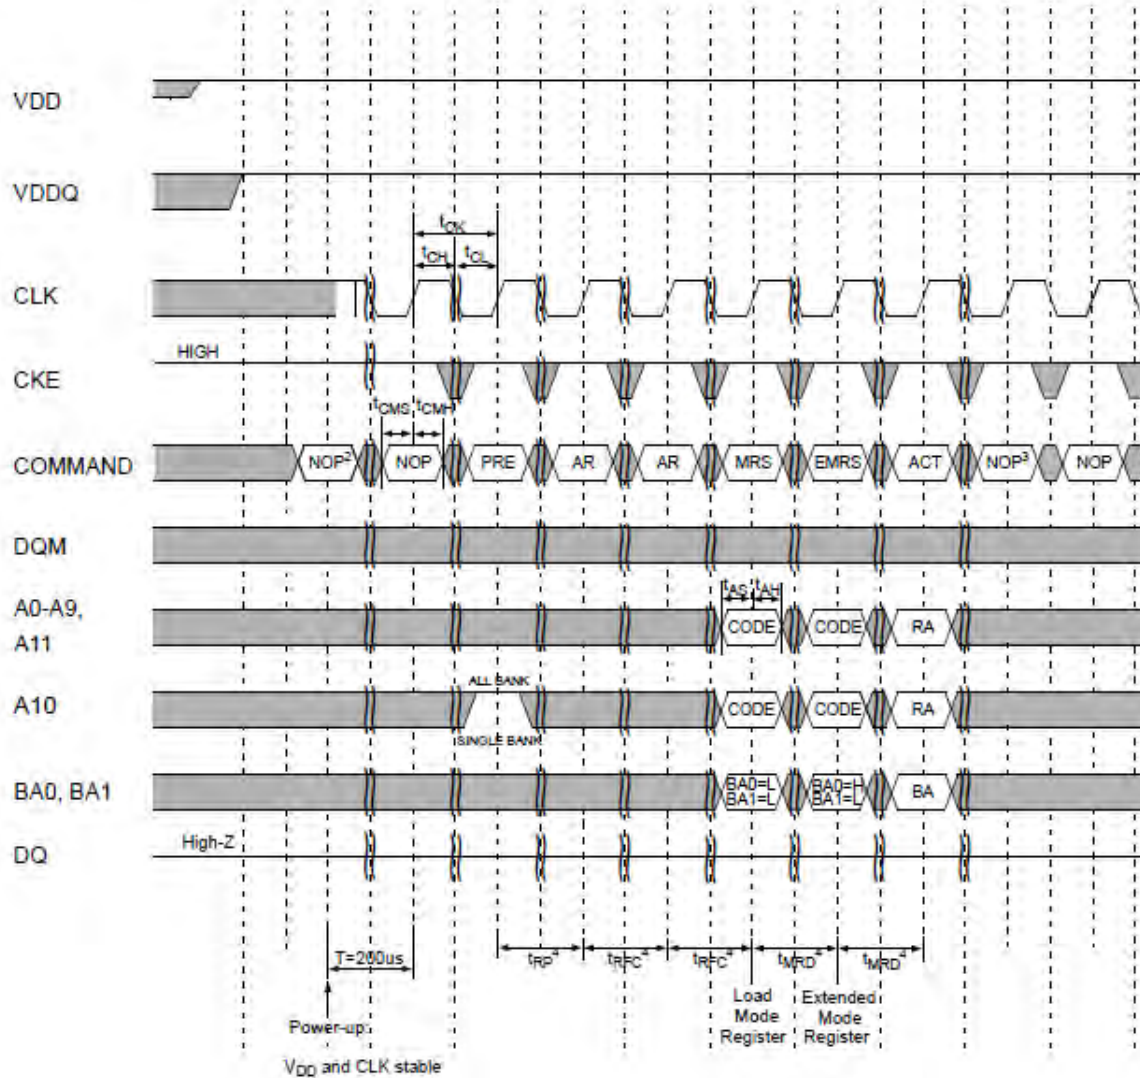 VDD
VDDQ
tCK
tCH tCL
CLK
HIGH
CKE
tCMS tCMH
COMMAND NOP2 NOP PRE AR AR MRS EMRS ACT NOP3 NOP
DQM
A0-A9,
A11
tAS tAH
CODE CODE RA
ALL BANK
A10 CODE CODE RA
SINGLE BANK
BA0, BA1 BA0=L BA0=H BA
BA1=L BA1=L
High-Z
DQ
T=200us tRP4 tRFC4 tRFC4 tMRD4 tMRD4
Load Extended
Mode Mode
Register Register
Power-up:
VDD and CLK stable